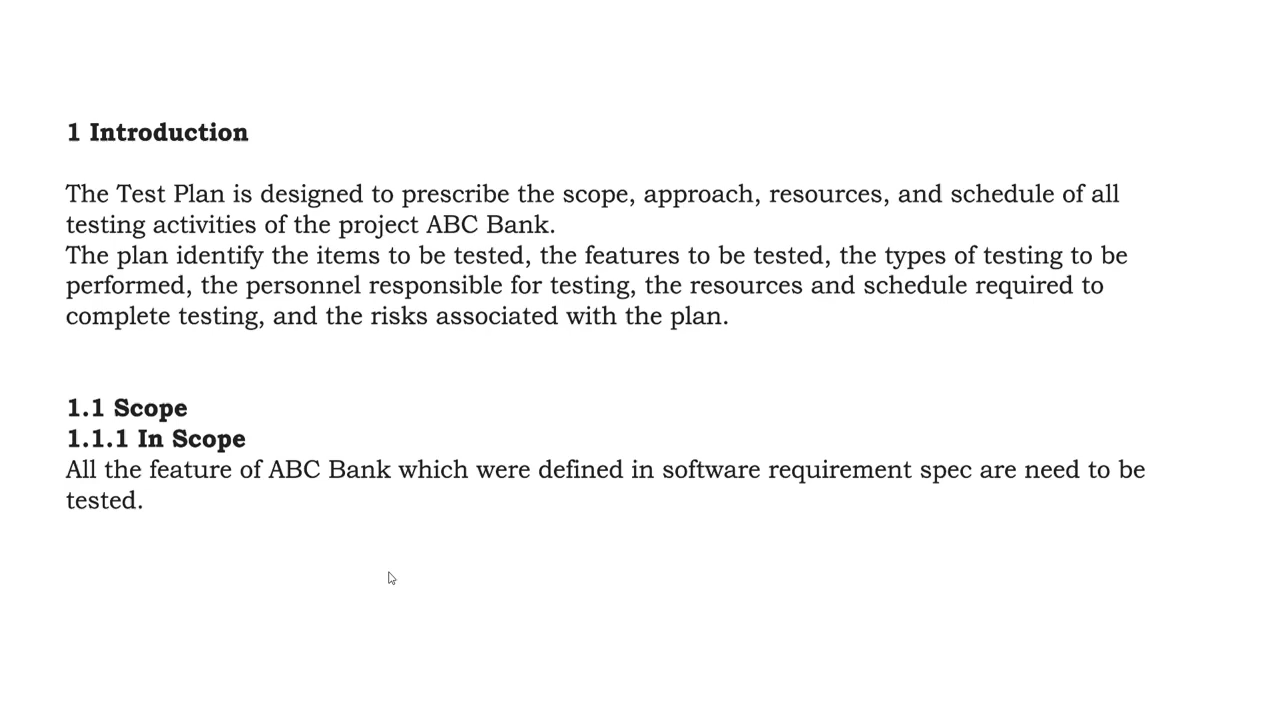 1 Introduction
The Test Plan is designed to prescribe the scope, approach, resources, and schedule of all
testing activities of the project ABC Bank.
The plan identify the items to be tested, the features to be tested, the types of testing to be
performed, the personnel responsible for testing, the resources and schedule required to
complete testing, and the risks associated with the plan.
1.1 Scope
1.1.1 In Scope
All the feature of ABC Bank which were defined in software requirement spec are need to be
tested.